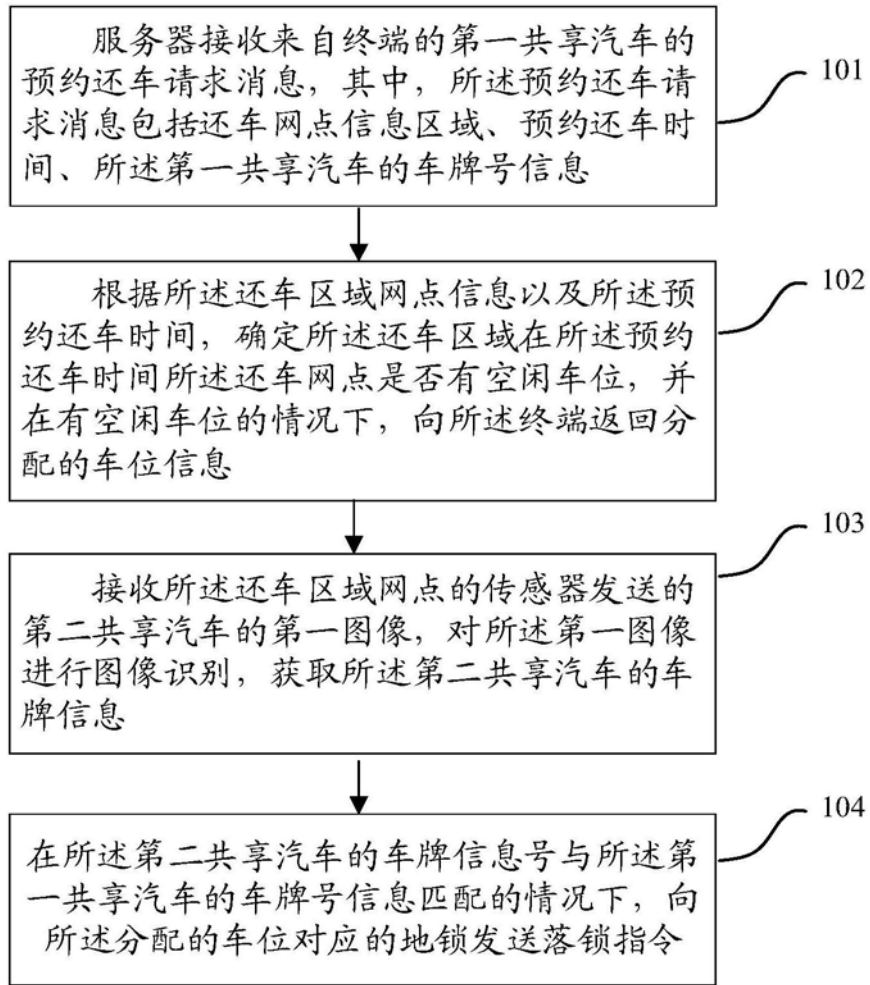 服务器接收来自终端的第一共享汽车的
预约还车请求消息，其中，所述预约还车请
求消息包括还车网点信息区域、预约还车时
间、所述第一共享汽车的车牌号信息
101
根据所述还车区域网点信息以及所述预
约还车时间，确定所述还车区域在所述预约
还车时间所述还车网点是否有空闲车位，并
在有空闲车位的情况下，向所述终端返回分
配的车位信息
102
接收所述还车区域网点的传感器发送的
第二共享汽车的第一图像，对所述第一图像
进行图像识别，获取所述第二共享汽车的车
牌信息
103
在所述第二共享汽车的车牌信息号与所述第
一共享汽车的车牌号信息匹配的情况下，向
所述分配的车位对应的地锁发送落锁指令
104